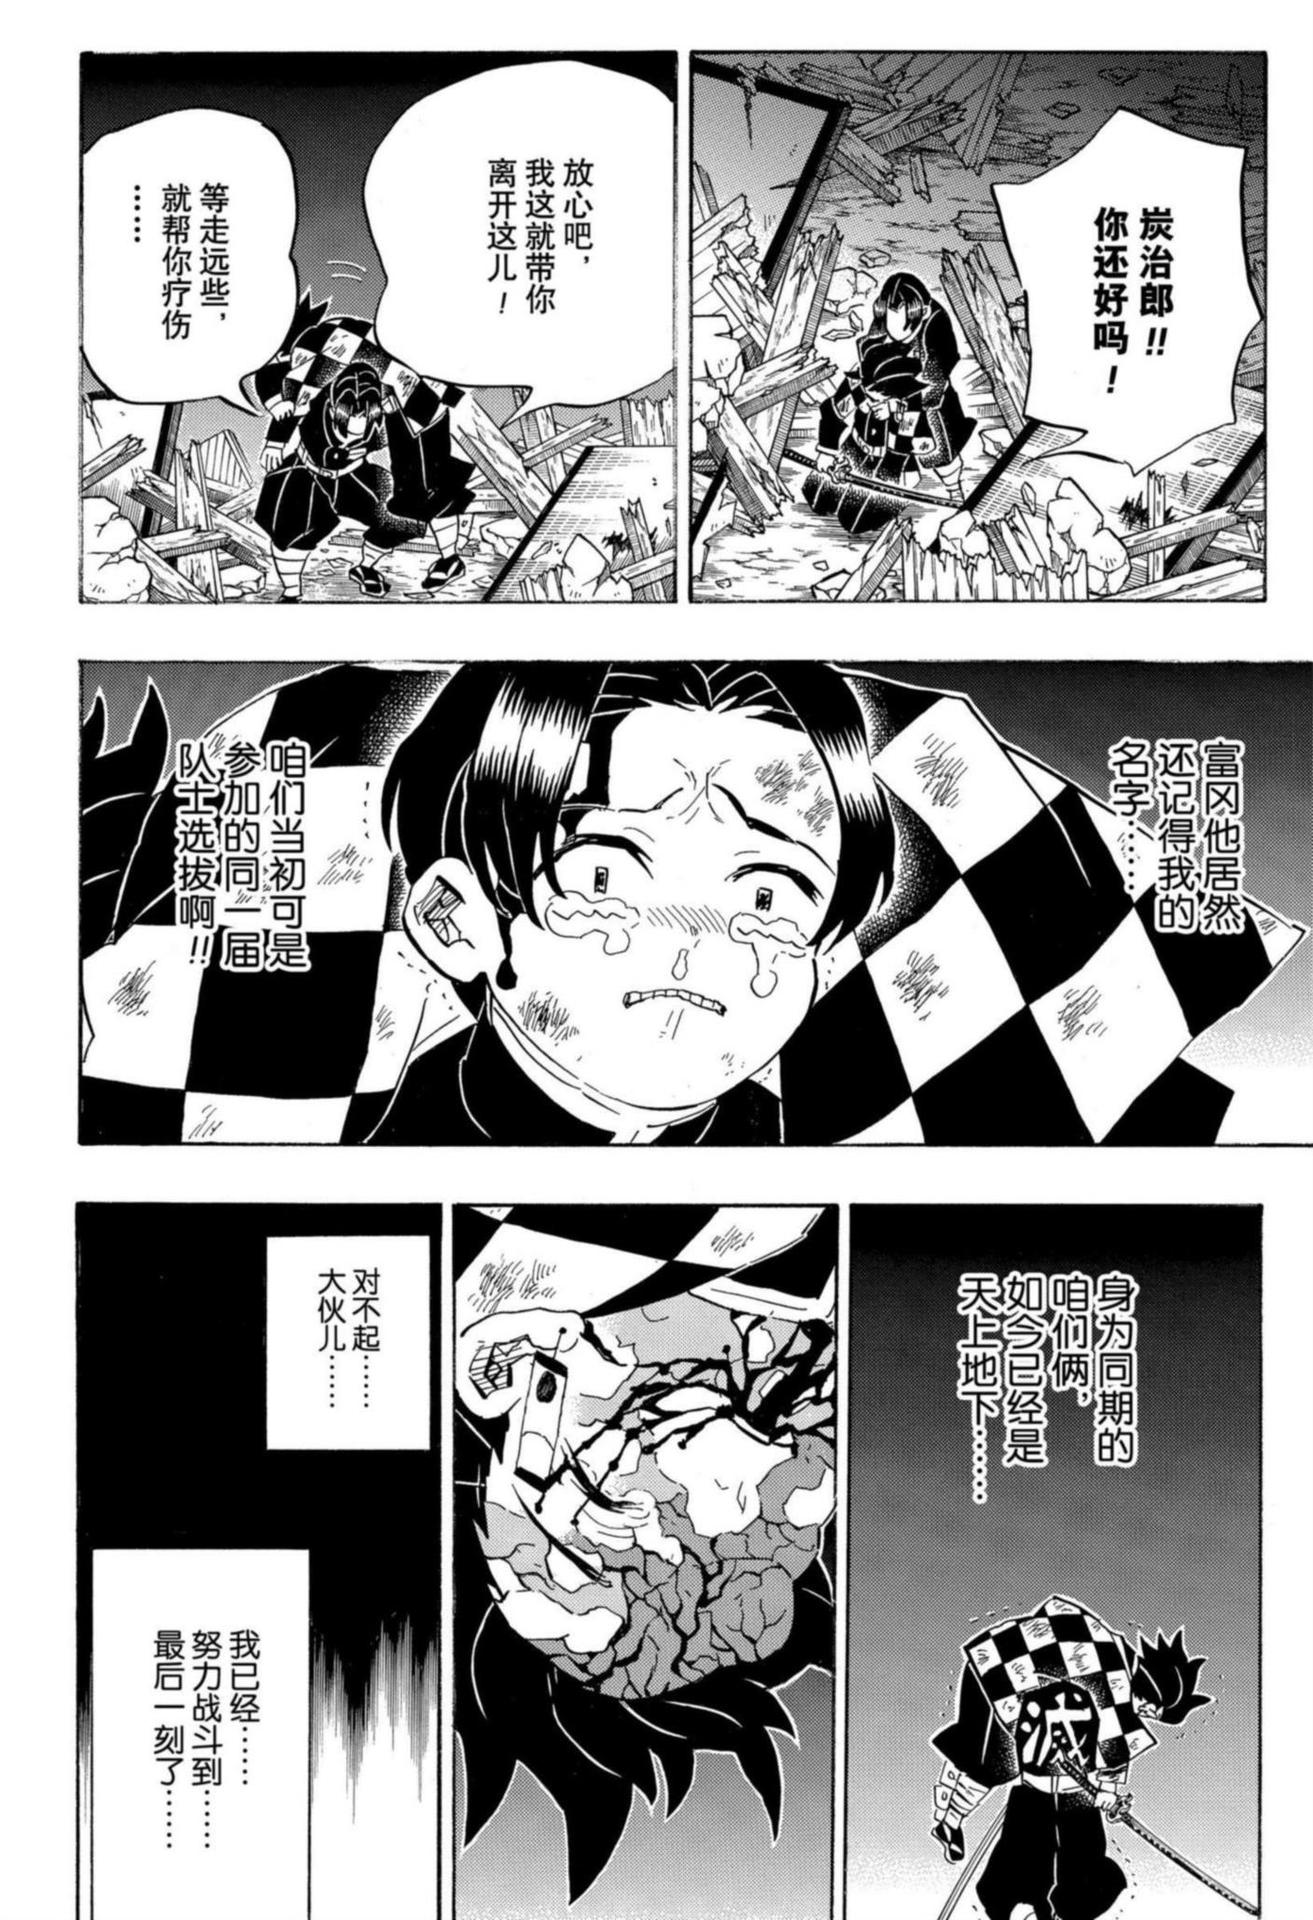 炭治郎!!
你还好吗!
放心吧,
我这就带你
离开这儿!
等走远些,
就帮你疗伤
……
富冈他居然
还记得我的
名字……
咱们当初可是
参加的同一届
队士选拔啊!!
身为同期的
咱们俩,
如今已经是
天上地下……
滅
对不起……
大伙儿……
我已经……
努力战斗到……
最后一刻了……